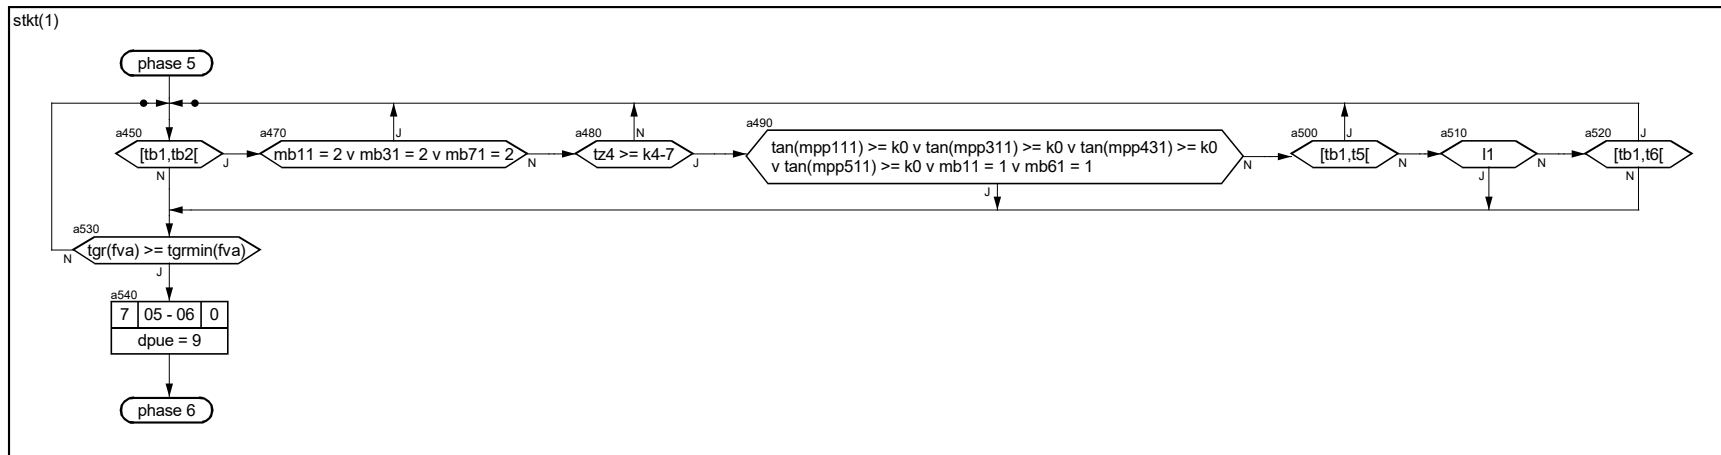 stkt(1)
phase 5
a450
[tb1,tb2[
J
N
a470
mb11 = 2 v mb31 = 2 v mb71 = 2
J
N
a480
tz4 >= k4-7
N
J
a490
tan(mpp111) >= k0 v tan(mpp311) >= k0 v tan(mpp431) >= k0
v tan(mpp511) >= k0 v mb11 = 1 v mb61 = 1
N
J
a500
[tb1,t5[
J
N
a510
l1
N
J
a520
[tb1,t6[
J
N
a530
tgr(fva) >= tgrmin(fva)
N
J
a540
7 05 - 06 0
dpue = 9
phase 6